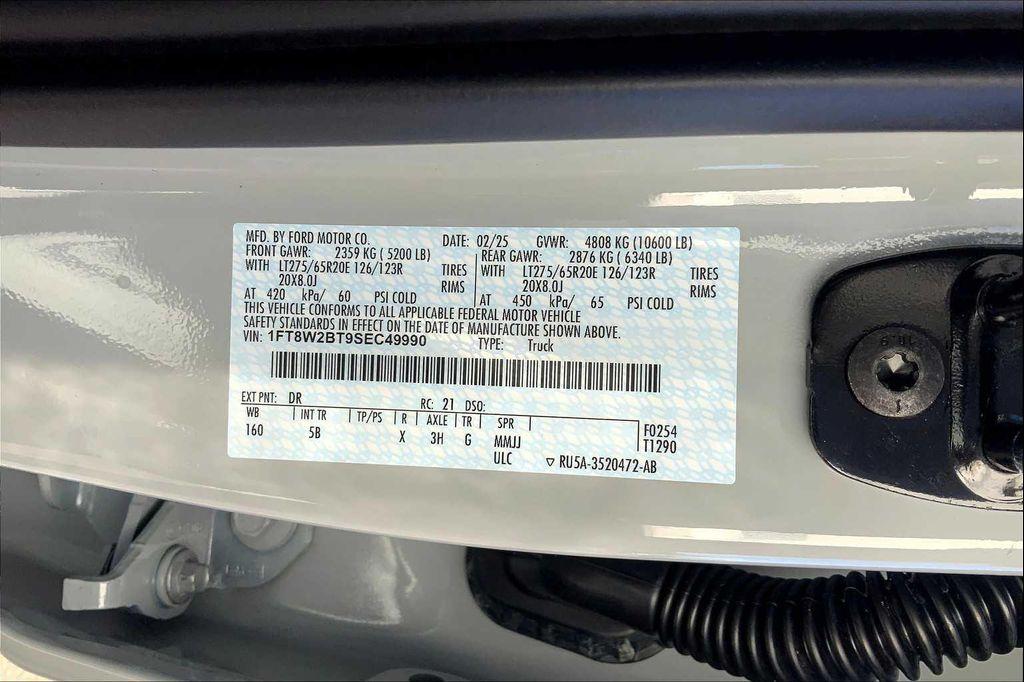 MFD. BY FORD MOTOR CO. DATE: 02/25 GVWR: 4808 KG (10600 LB)
FRONT GAWR: 2359 KG ( 5200 LB) REAR GAWR: 2876 KG ( 6340 LB)
WITH LT275/65R20E 126/123R TIRES WITH LT275/65R20E 126/123R TIRES
20X8.0J RIMS 20X8.0J RIMS
AT 420 kPa/ 60 PSI COLD AT 450 kPa/ 65 PSI COLD
THIS VEHICLE CONFORMS TO ALL APPLICABLE FEDERAL MOTOR VEHICLE
SAFETY STANDARDS IN EFFECT ON THE DATE OF MANUFACTURE SHOWN ABOVE.
VIN: 1FT8W2BT9SEC49990 TYPE: Truck
EXT PNT: DR RC: 21 DSO:
WB INT TR TP/PS R AXLE TR SPR F0254
160 5B X 3H G MMJJ T1290
ULC ▽ RU5A-3520472-AB